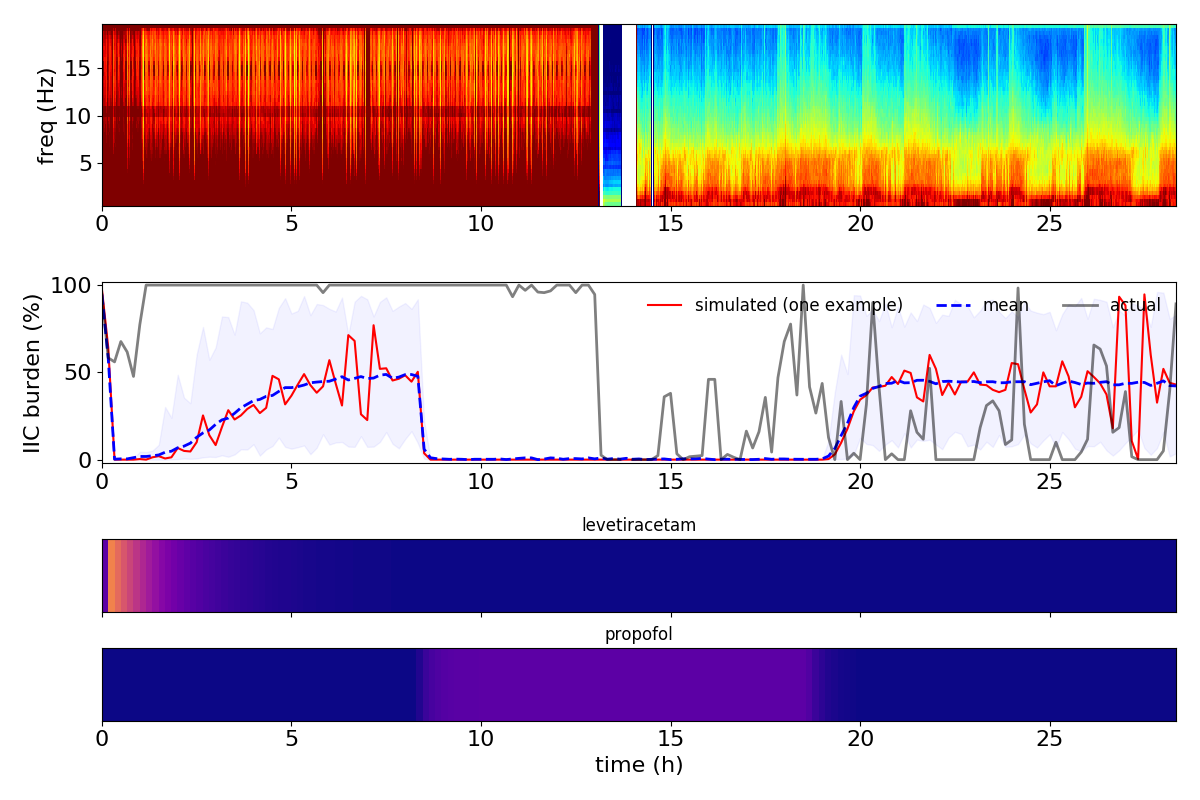 freq (Hz)
15
10
5
0 5 10 15 20 25
IIC burden (%)
100
50
0
simulated (one example) mean actual
0 5 10 15 20 25
levetiracetam
propofol
0 5 10 15 20 25
time (h)